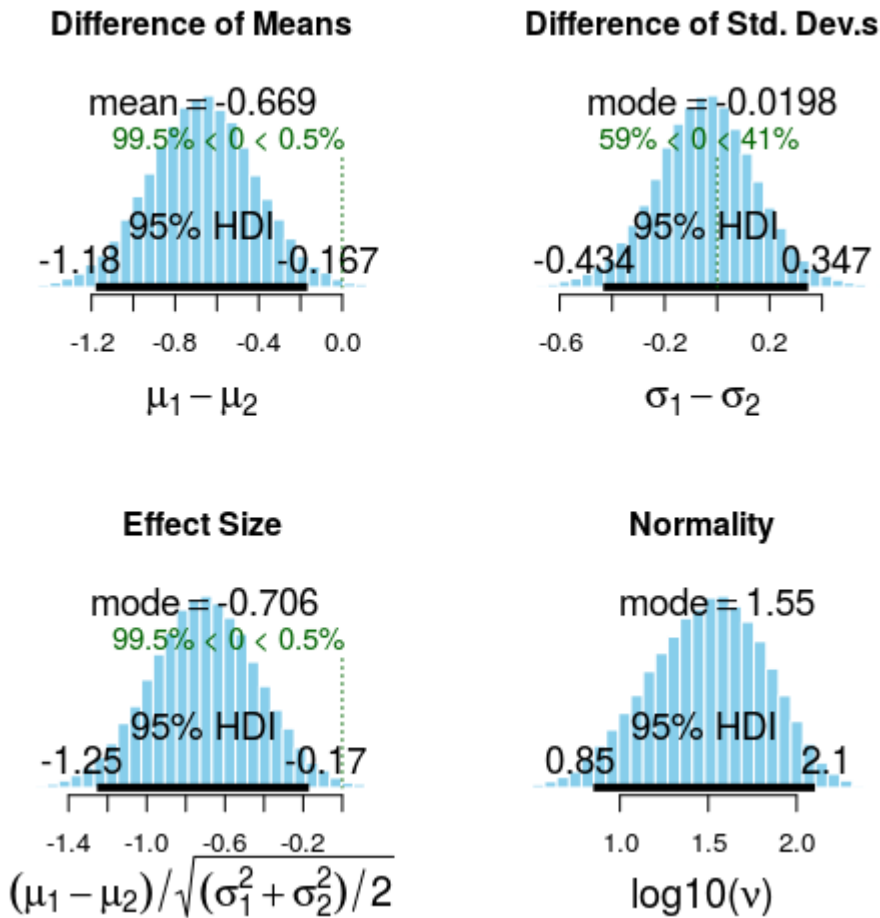 Difference of Means
mean = -0.669
99.5% < 0 < 0.5%
95% HDI
-1.18 -0.167
-1.2 -0.8 -0.4 0.0
μ1 − μ2
Difference of Std. Dev.s
mode = -0.0198
59% < 0 < 41%
95% HDI
-0.434 0.347
-0.6 -0.2 0.2
σ1 − σ2
Effect Size
mode = -0.706
99.5% < 0 < 0.5%
95% HDI
-1.25 -0.17
-1.4 -1.0 -0.6 -0.2
(μ1 − μ2)/√(σ1² + σ2²)/2
Normality
mode = 1.55
95% HDI
0.85 2.1
1.0 1.5 2.0
log10(ν)